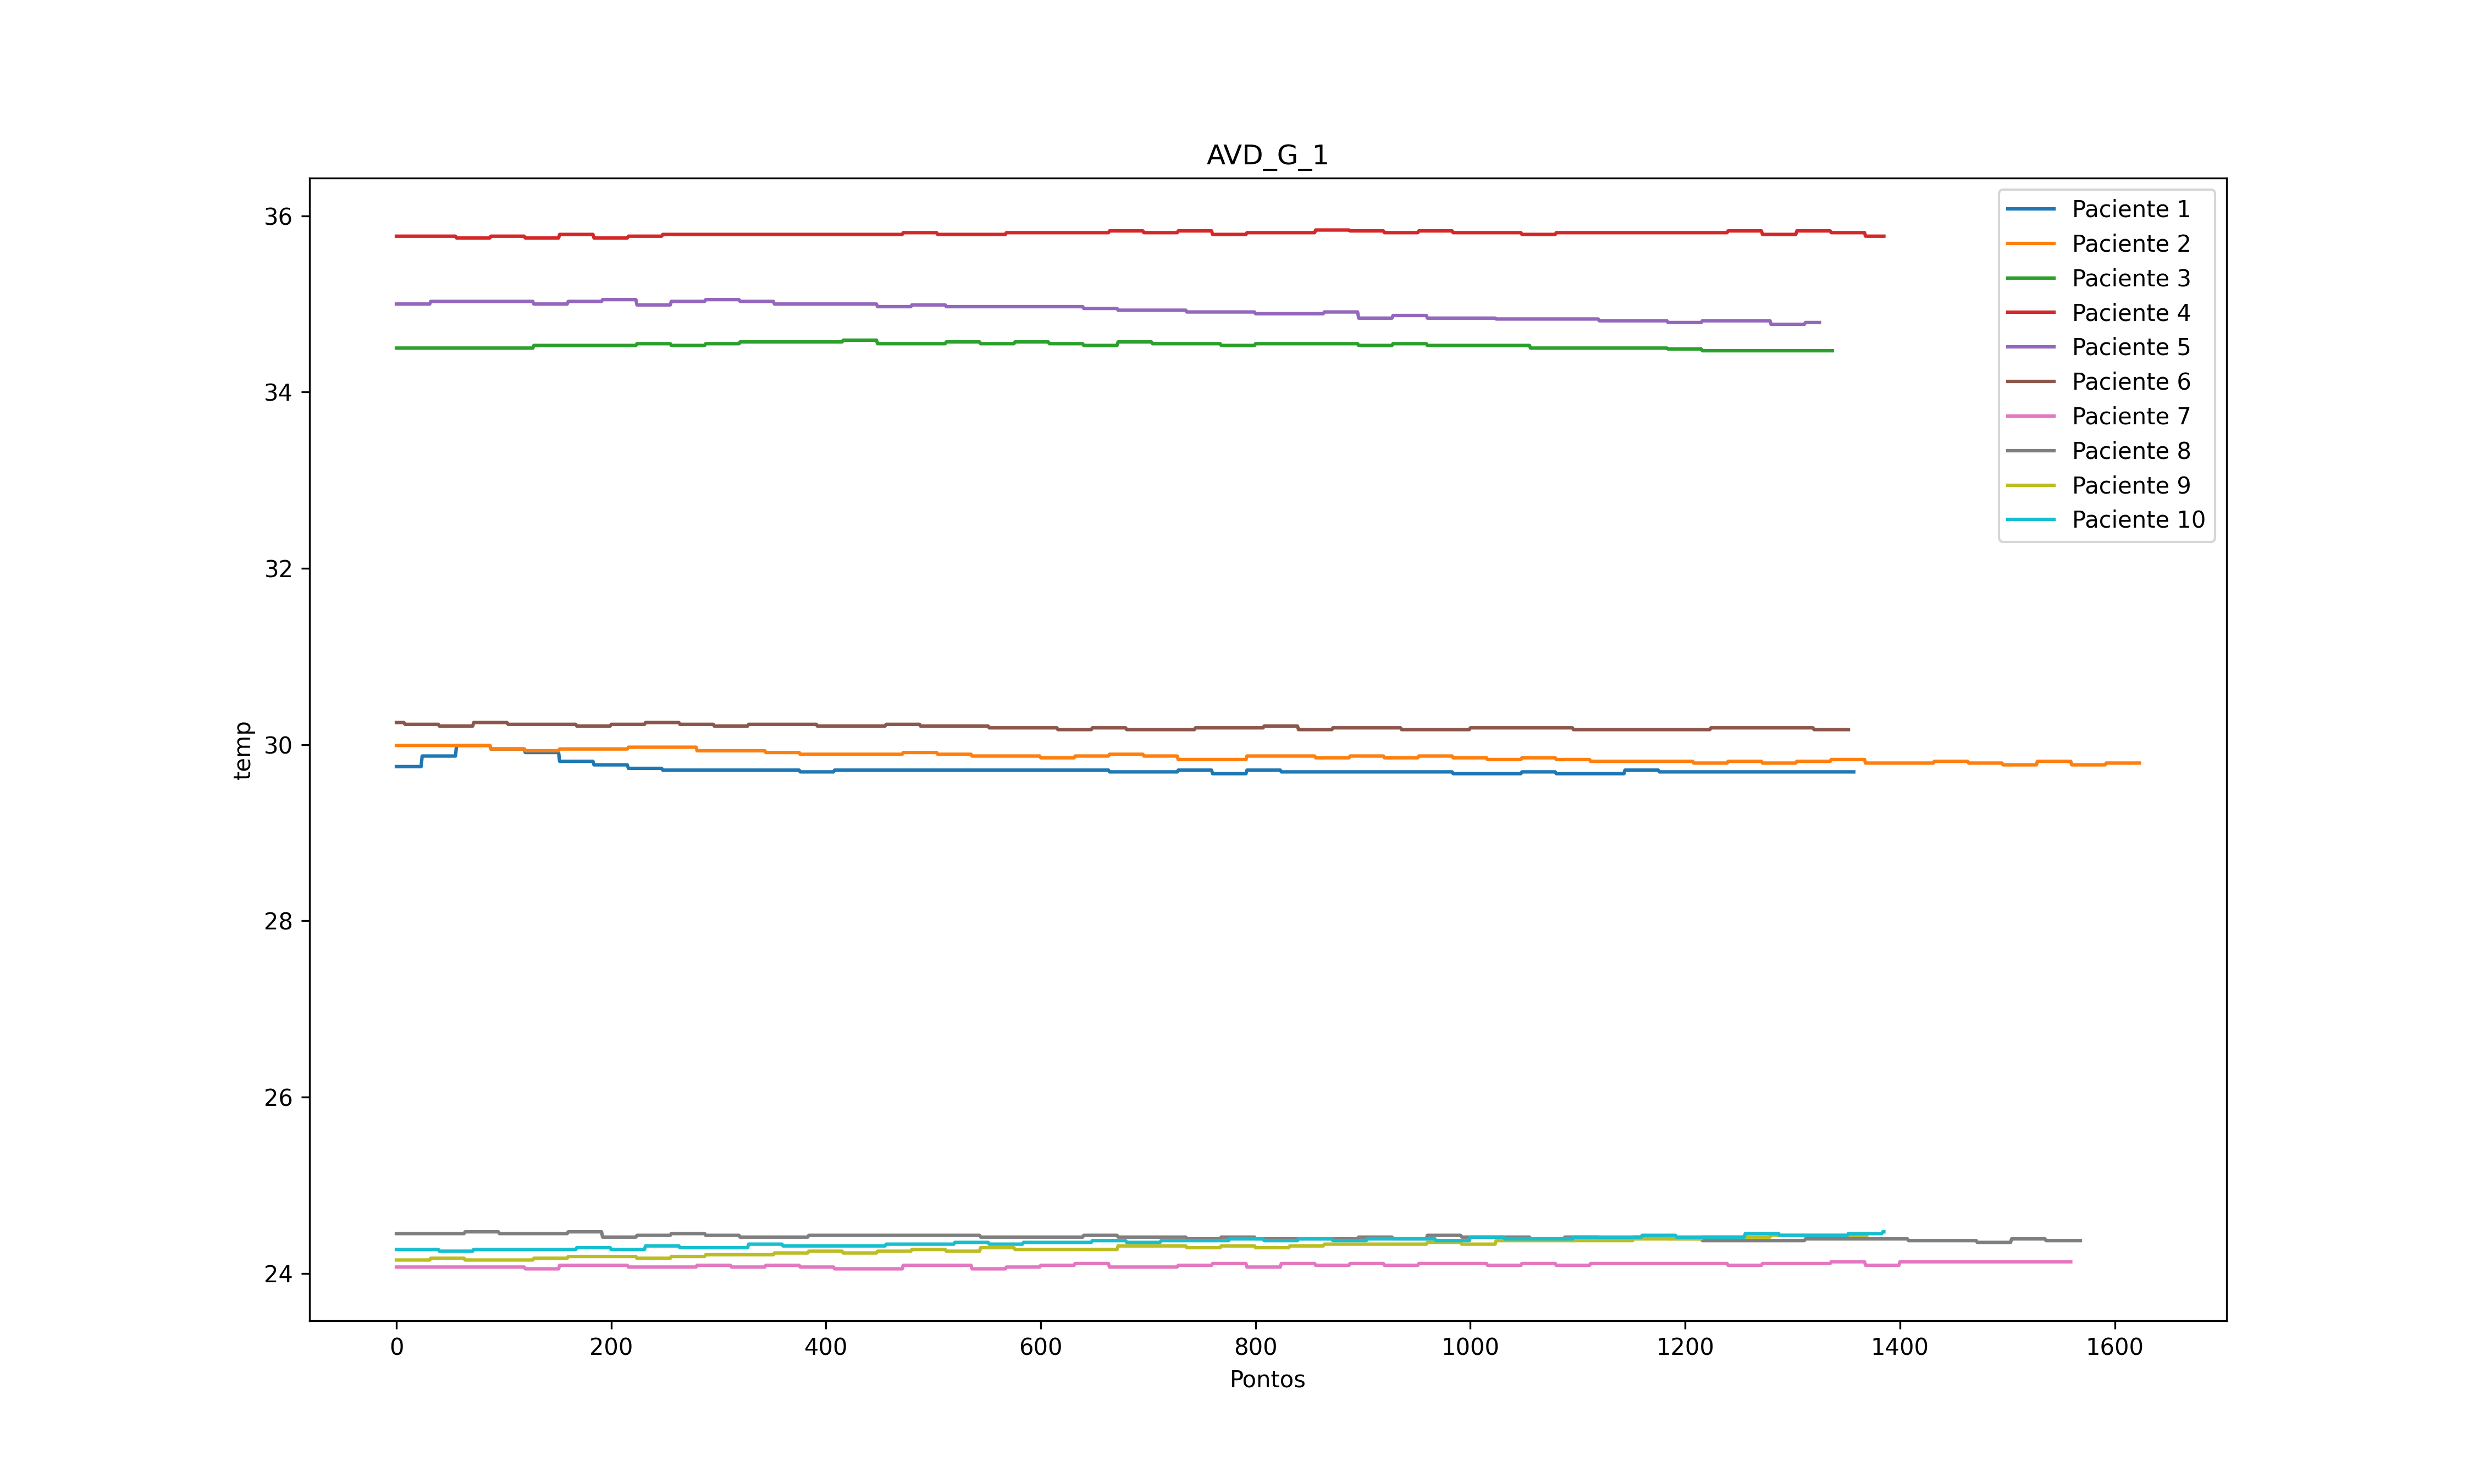 AVD_G_1
36
34
32
30
28
26
24
temp
0 200 400 600 800 1000 1200 1400 1600
Pontos
Paciente 1
Paciente 2
Paciente 3
Paciente 4
Paciente 5
Paciente 6
Paciente 7
Paciente 8
Paciente 9
Paciente 10